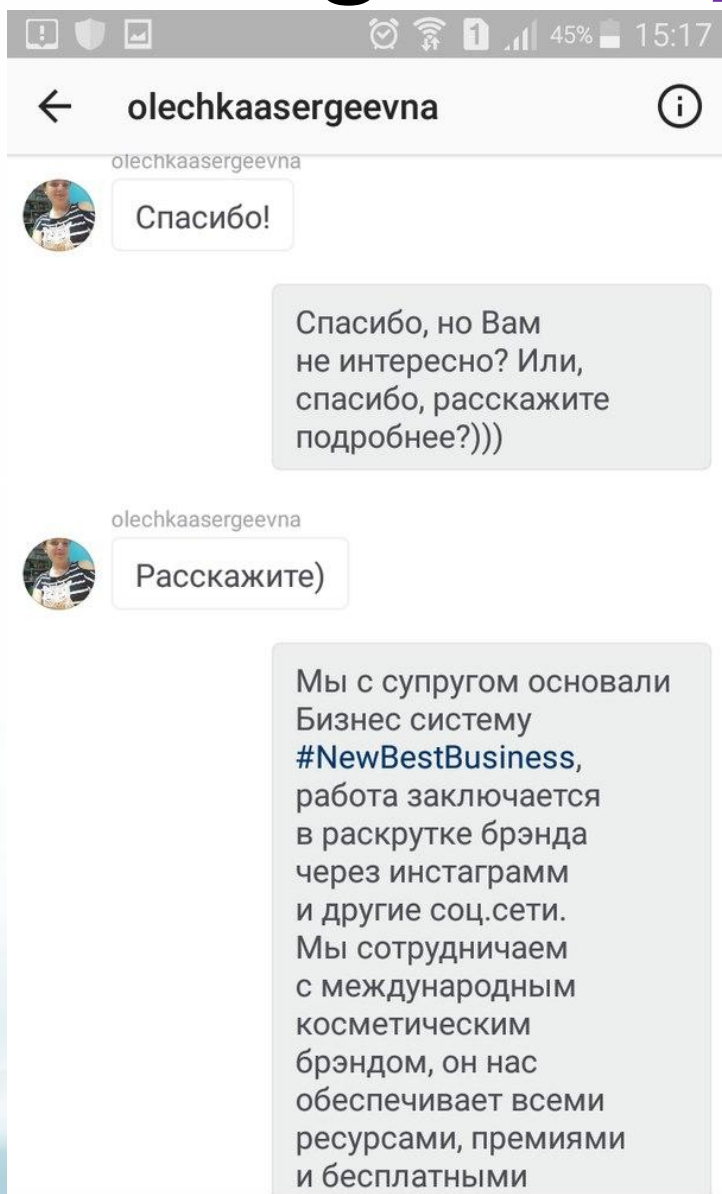 45% 15:17
olechkaasergeevna
olechkaasergeevna
Спасибо!
Спасибо, но Вам
не интересно? Или,
спасибо, расскажите
подробнее?)))
olechkaasergeevna
Расскажите)
Мы с супругом основали
Бизнес систему
#NewBestBusiness,
работа заключается
в раскрутке брэнда
через инстаграмм
и другие соц.сети.
Мы сотрудничаем
с международным
косметическим
брэндом, он нас
обеспечивает всеми
ресурсами, премиями
и бесплатными